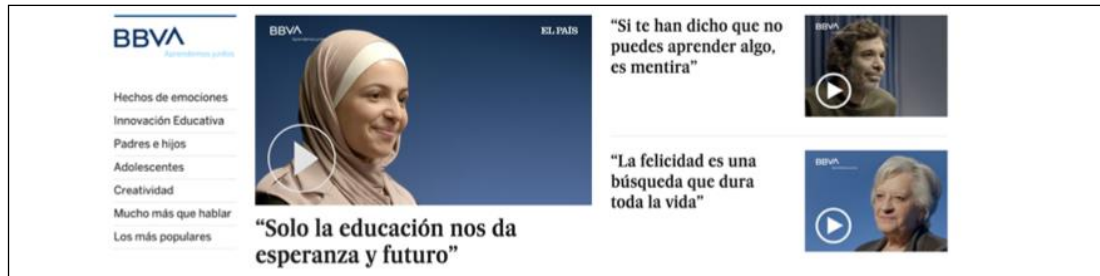 BBVA
Aprendemos juntos
Hechos de emociones
Innovación Educativa
Padres e hijos
Adolescentes
Creatividad
Mucho más que hablar
Los más populares
BBVA
EL PAÍS
“Solo la educación nos da
esperanza y futuro”
“Si te han dicho que no
puedes aprender algo,
es mentira”
BBVA
“La felicidad es una
búsqueda que dura
toda la vida”
BBVA